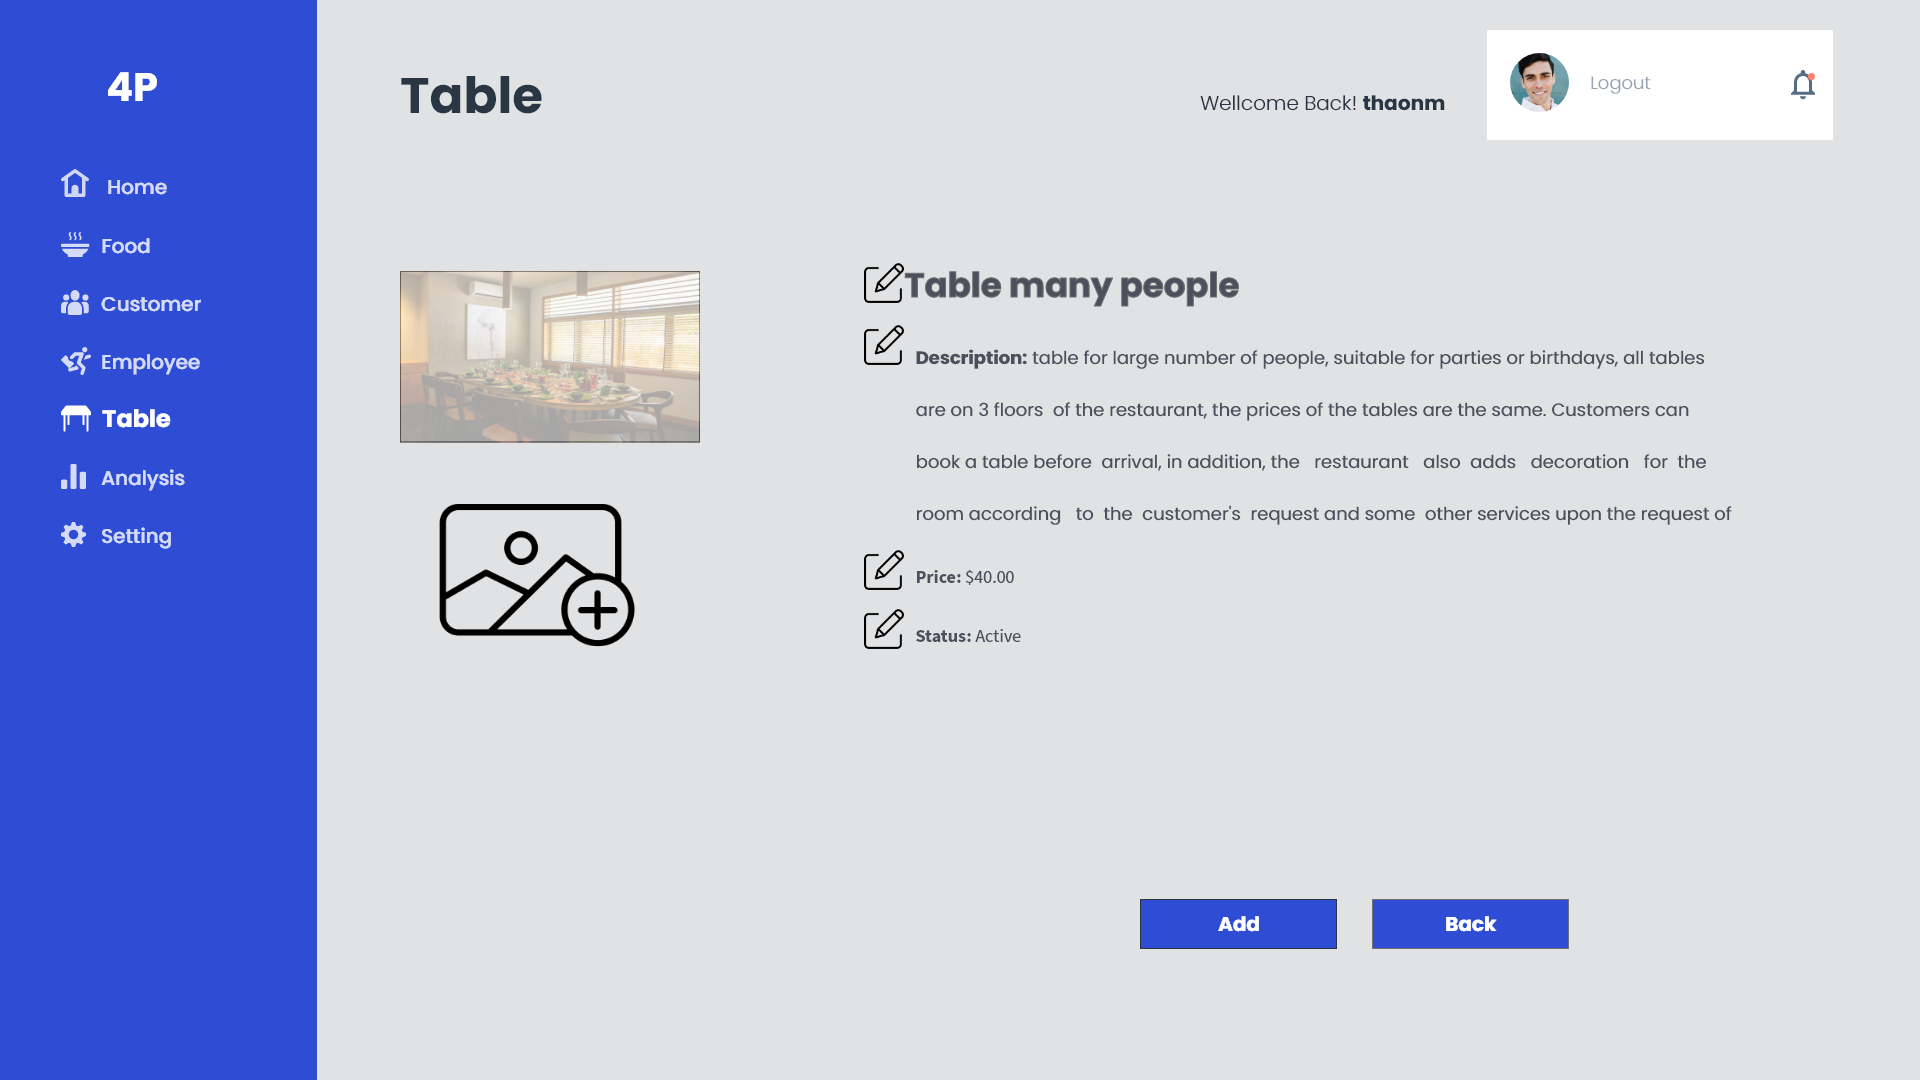 4P
Home
Food
Customer
Employee
Table
Analysis
Setting
Table
Wellcome Back! thaonm
Logout
Table many people
Description: table for large number of people, suitable for parties or birthdays, all tables
are on 3 floors of the restaurant, the prices of the tables are the same. Customers can
book a table before arrival, in addition, the restaurant also adds decoration for the
room according to the customer's request and some other services upon the request of
Price: $40.00
Status: Active
Add
Back